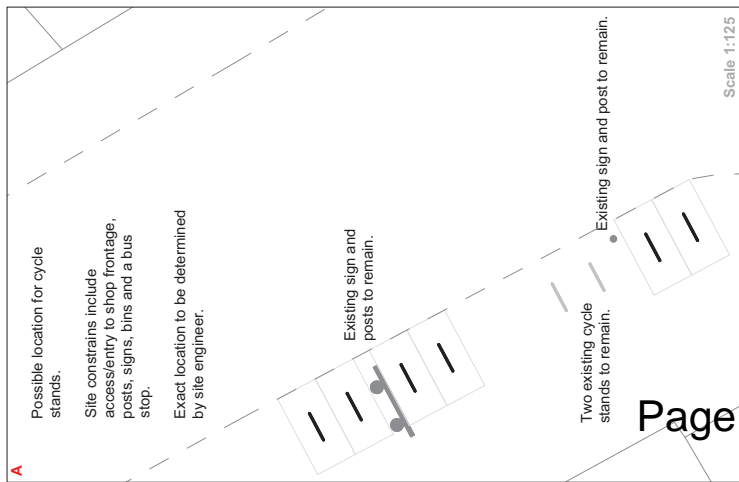 A
Possible location for cycle
stands.
Site constrains include
access/entry to shop frontage,
posts, signs, bins and a bus
stop.
Exact location to be determined
by site engineer.
Existing sign and
posts to remain.
Two existing cycle
stands to remain.
Existing sign and post to remain.
Scale 1:125
Page